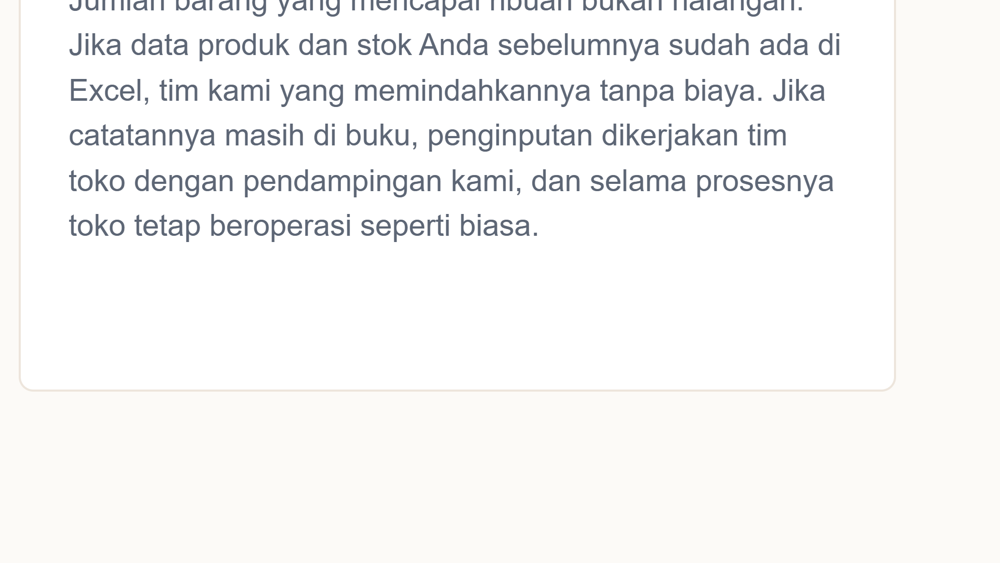 Jumlah barang yang mencapai ribuan bukan halangan.
Jika data produk dan stok Anda sebelumnya sudah ada di
Excel, tim kami yang memindahkannya tanpa biaya. Jika
catatannya masih di buku, penginputan dikerjakan tim
toko dengan pendampingan kami, dan selama prosesnya
toko tetap beroperasi seperti biasa.